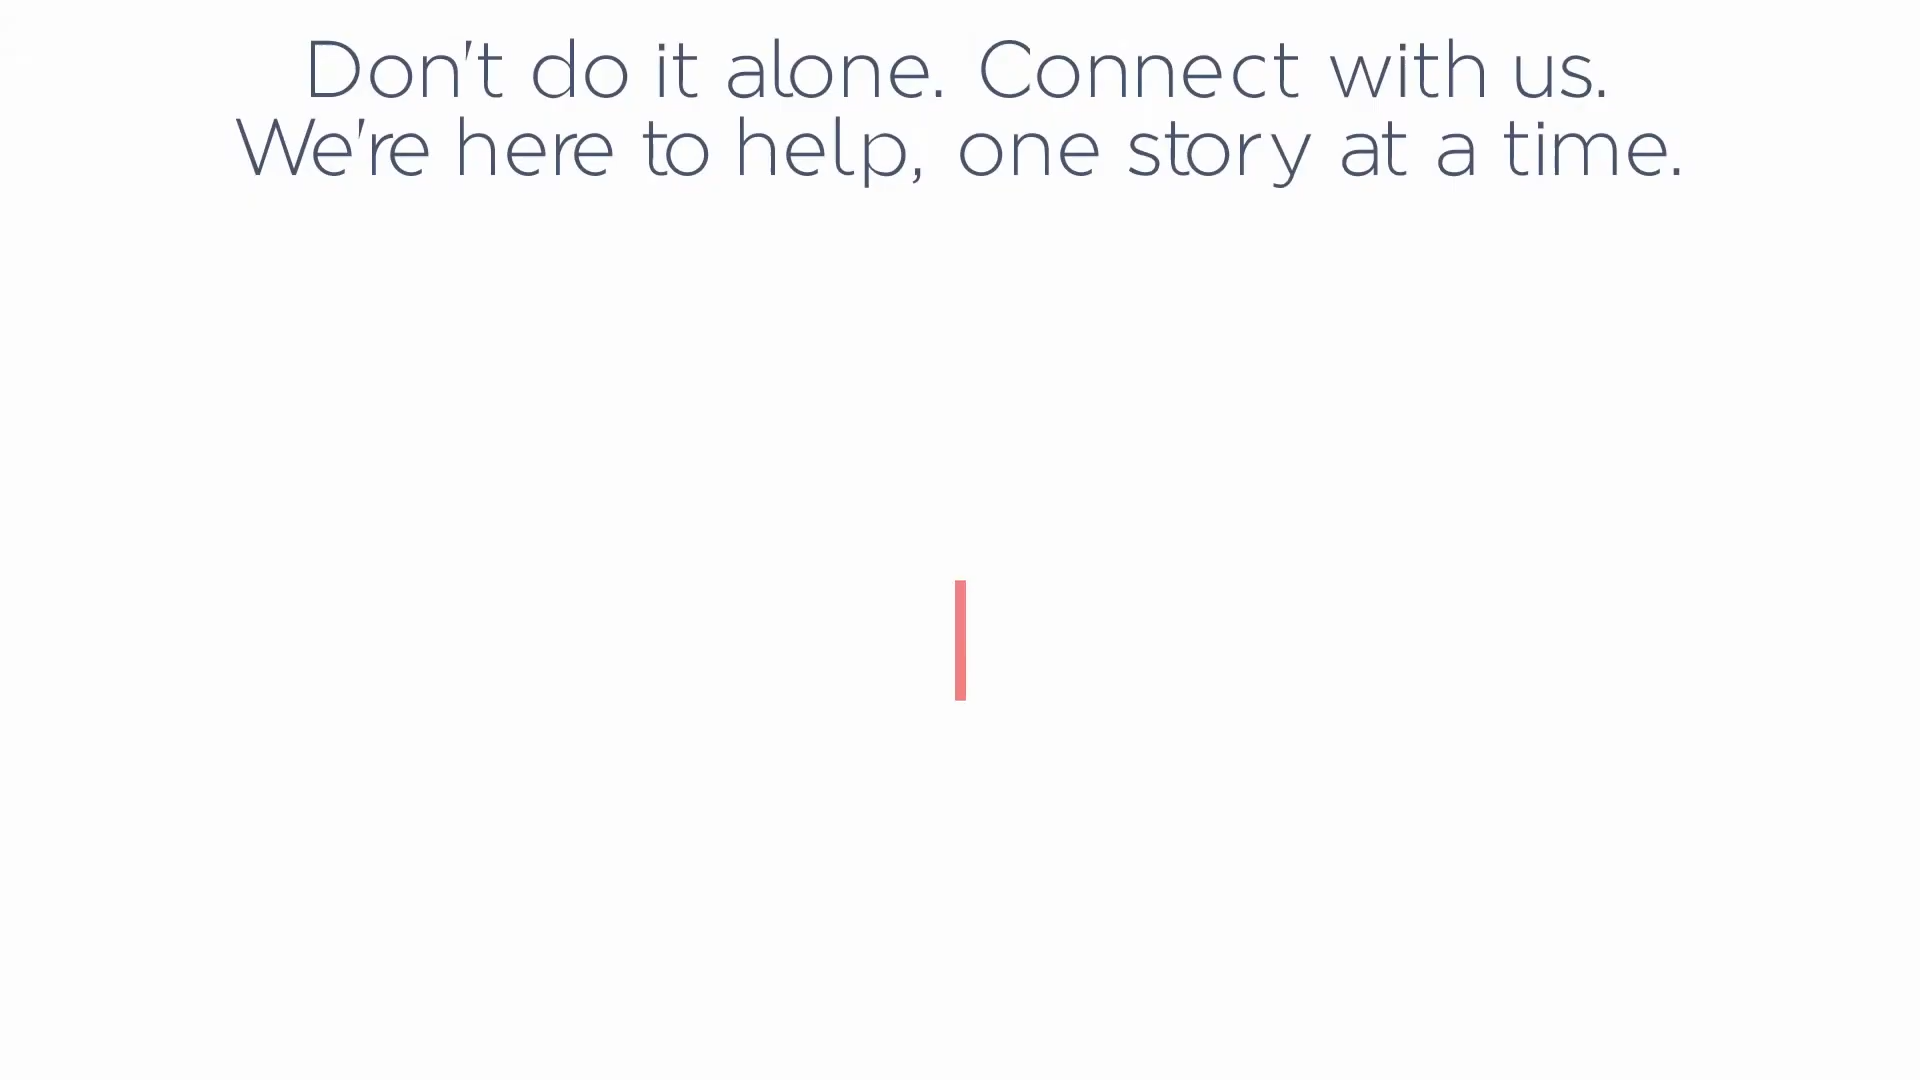 Don't do it alone. Connect with us.
We're here to help, one story at a time.